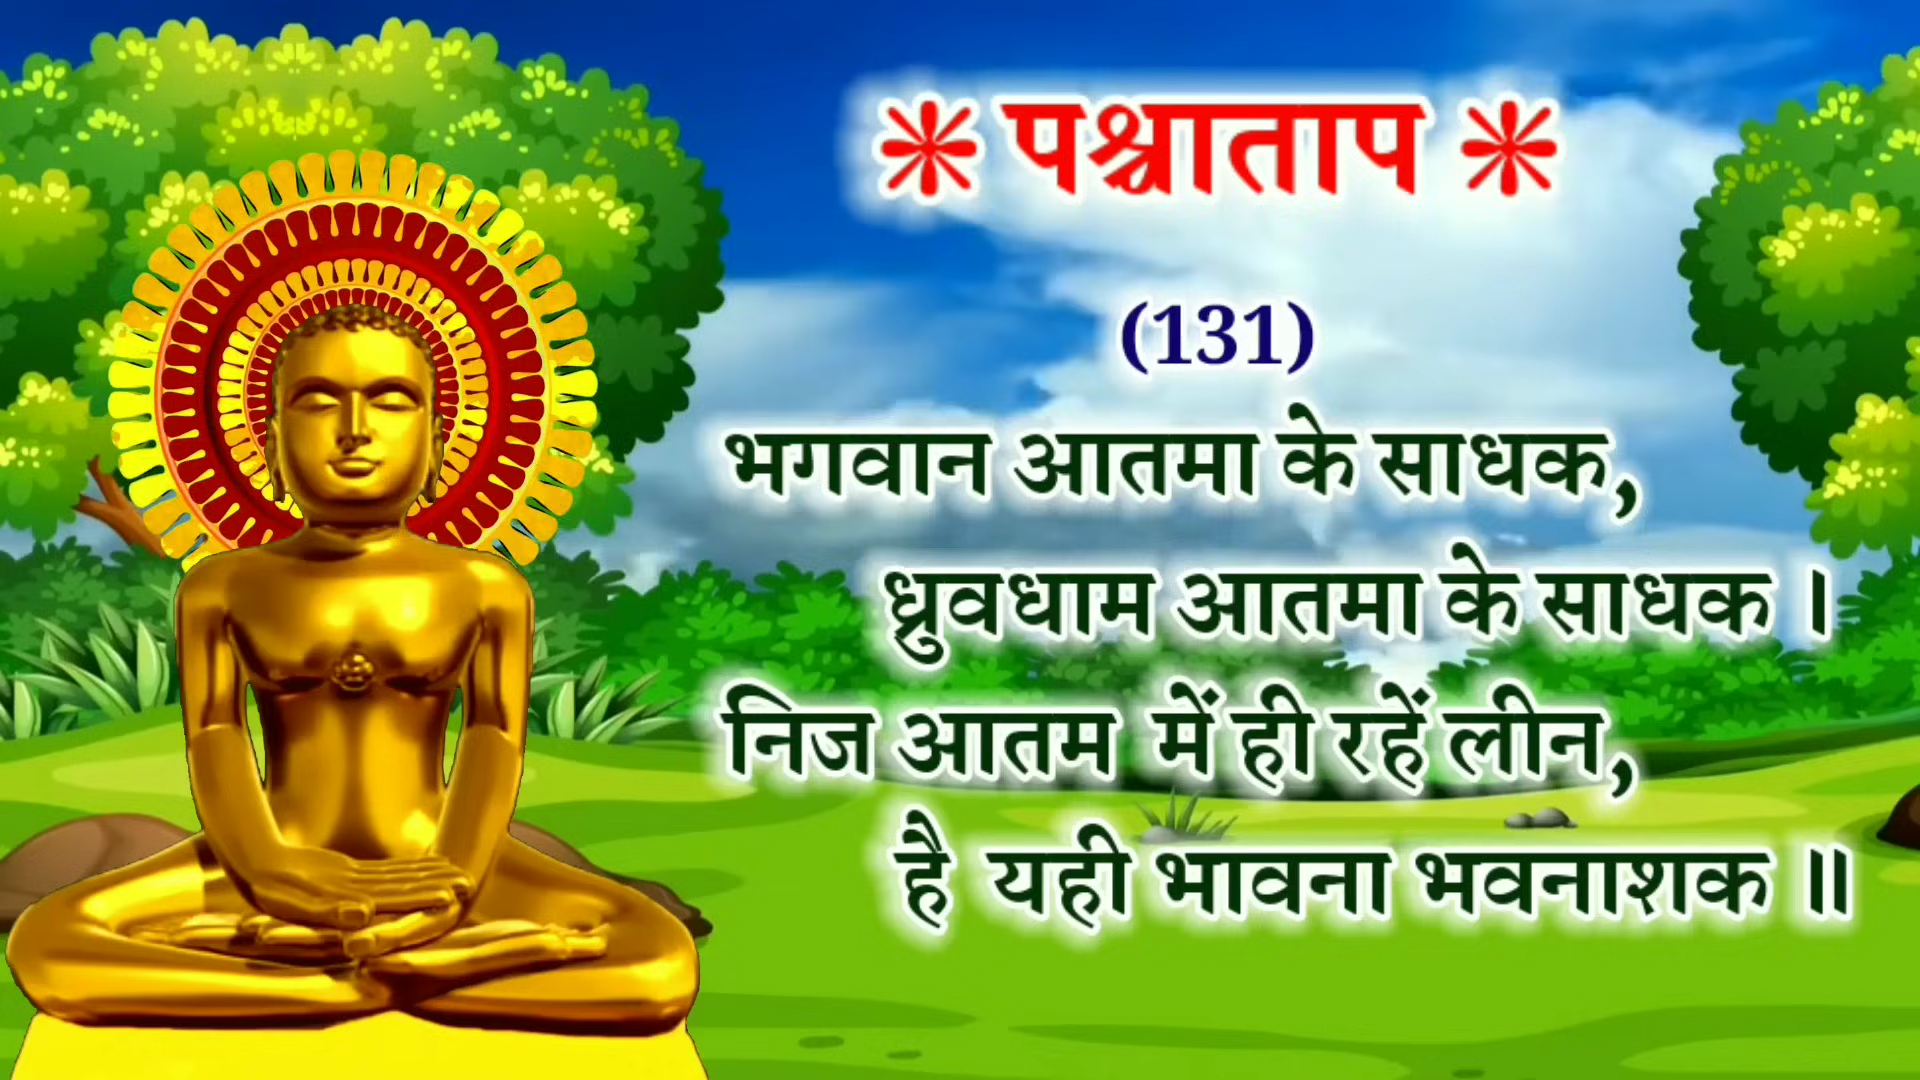 ❊ पश्चाताप ❊
(131)
भगवान आतमा के साधक,
ध्रुवधाम आतमा के साधक ।
निज आतम में ही रहें लीन,
है यही भावना भवनाशक ॥